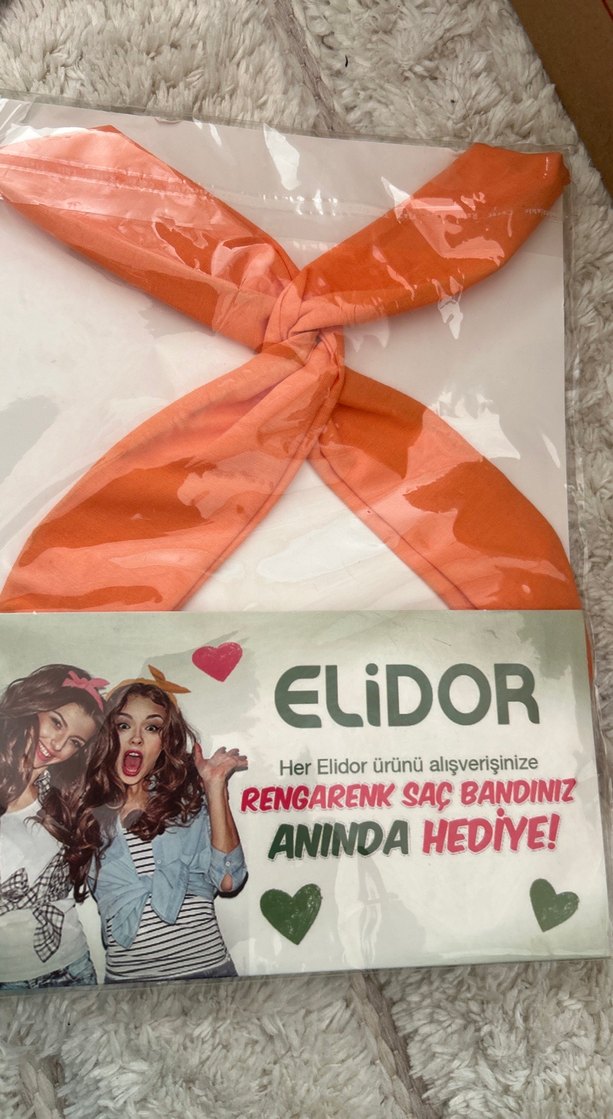 ELiDOR
Her Elidor ürünü alışverişinize
RENGARENK SAÇ BANDINIZ
ANINDA HEDİYE!